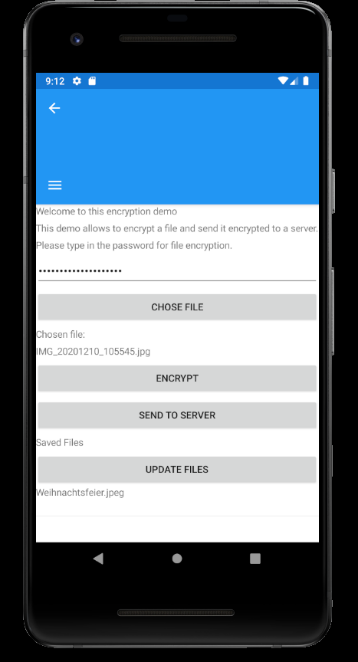 9:12
Welcome to this encryption demo
This demo allows to encrypt a file and send it encrypted to a server.
Please type in the password for file encryption.
••••••••••••••••••••
CHOSE FILE
Chosen file:
IMG_20201210_105545.jpg
ENCRYPT
SEND TO SERVER
Saved Files
UPDATE FILES
Weihnachtsfeier.jpeg